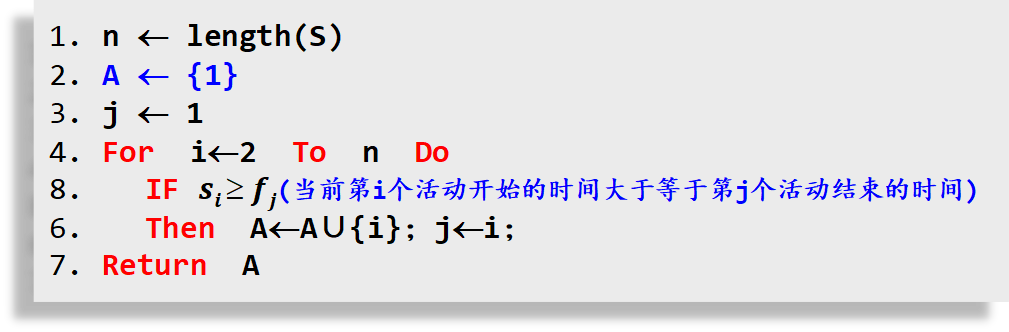 1. n ← length(S)
2. A ← {1}
3. j ← 1
4. For i←2 To n Do
8. IF sᵢ≥fⱼ(当前第i个活动开始的时间大于等于第j个活动结束的时间)
6. Then A←A∪{i}; j←i;
7. Return A